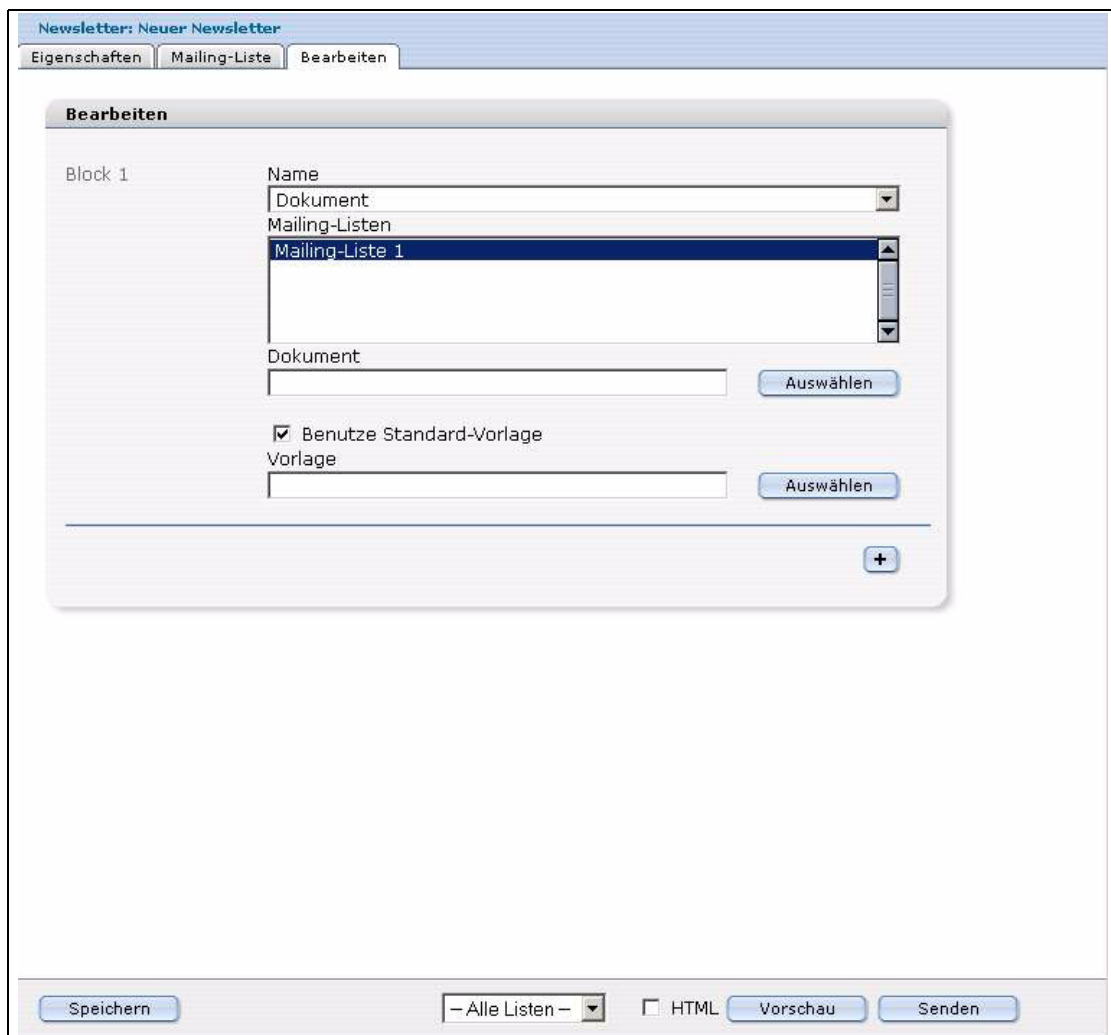 Newsletter: Neuer Newsletter
Eigenschaften Mailing-Liste Bearbeiten
Bearbeiten
Block 1 Name
Dokument
Mailing-Listen
Mailing-Liste 1
Dokument
Auswählen
Benutze Standard-Vorlage
Vorlage
Auswählen
+
Speichern – Alle Listen – HTML Vorschau Senden